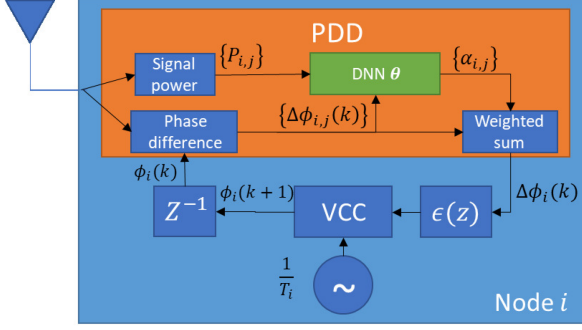 PDD
Signal
power
{P_{i,j}}
DNN θ
{α_{i,j}}
Phase
difference
{Δϕ_{i,j}(k)}
Weighted
sum
ϕ_i(k)
ϕ_i(k + 1)
Δϕ_i(k)
Z^{-1}
VCC
ϵ(z)
1/T_i
~
Node i